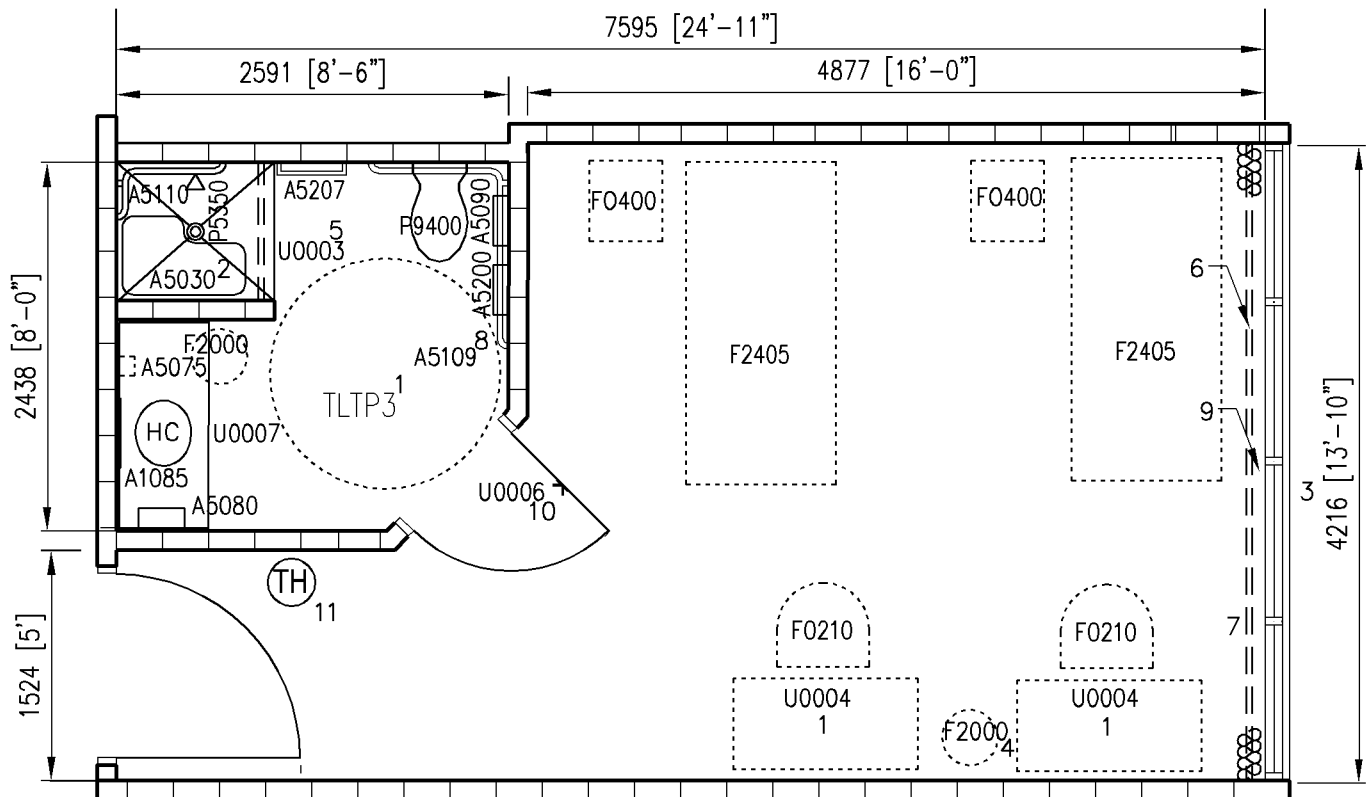 7595 [24'-11"]
2591 [8'-6"]
4877 [16'-0"]
A5110
P5350
A5207
P9400
A5090
F0400
F0400
5
U0003
A5030
2
A5200
6
2438 [8'-0"]
F2000
A5075
A5109
8
F2405
F2405
TLTP3
1
9
HC
U0007
A1085
A5080
U0006
10
3
4216 [13'-10"]
TH
11
1524 [5']
F0210
F0210
7
U0004
1
U0004
1
F2000
4